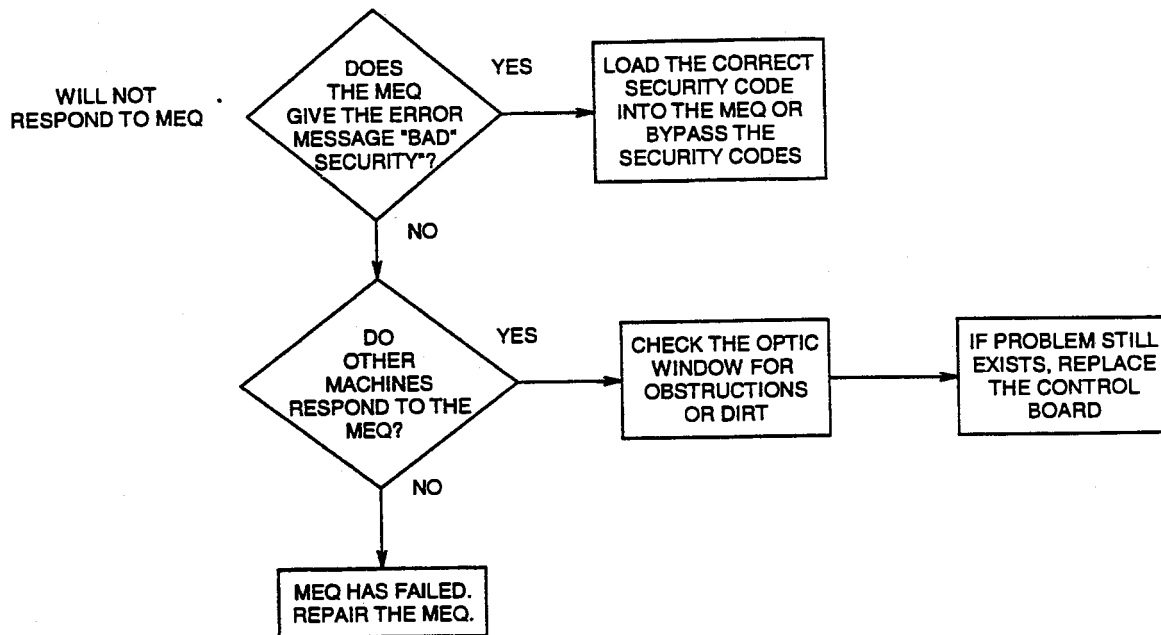 WILL NOT
RESPOND TO MEQ
DOES
THE MEQ
GIVE THE ERROR
MESSAGE "BAD"
SECURITY"?
YES
LOAD THE CORRECT
SECURITY CODE
INTO THE MEQ OR
BYPASS THE
SECURITY CODES
NO
DO
OTHER
MACHINES
RESPOND TO THE
MEQ?
YES
CHECK THE OPTIC
WINDOW FOR
OBSTRUCTIONS
OR DIRT
IF PROBLEM STILL
EXISTS, REPLACE
THE CONTROL
BOARD
NO
MEQ HAS FAILED.
REPAIR THE MEQ.